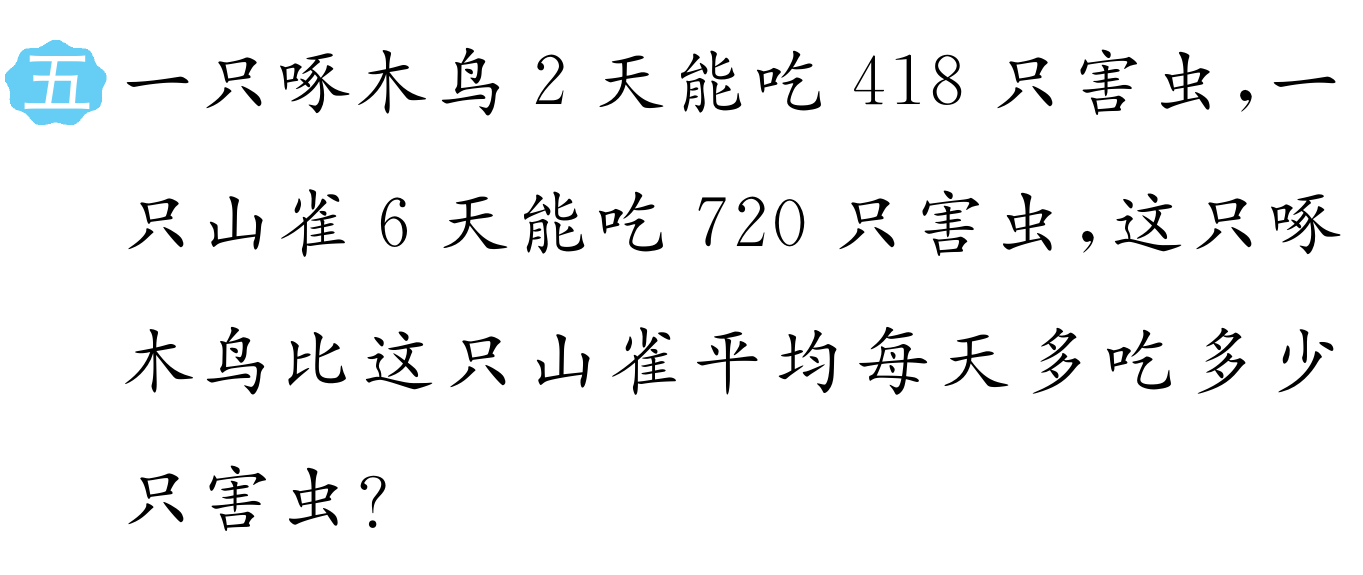 五 一只啄木鸟 2 天能吃 418 只害虫,一
只山雀 6 天能吃 720 只害虫,这只啄
木鸟比这只山雀平均每天多吃多少
只害虫?